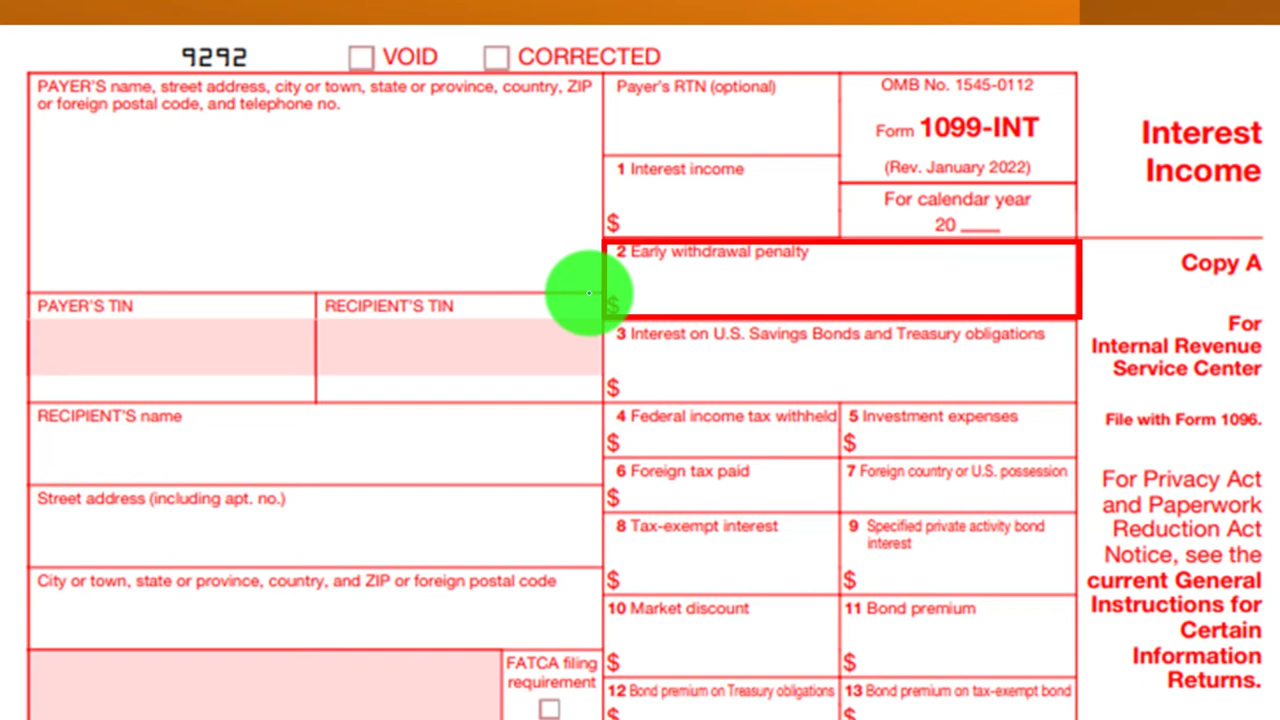 9292
VOID
CORRECTED
PAYER'S name, street address, city or town, state or province, country, ZIP
or foreign postal code, and telephone no.
Payer's RTN (optional)
OMB No. 1545-0112
Form 1099-INT
(Rev. January 2022)
For calendar year
20 ____
Interest
Income
1 Interest income
$
2 Early withdrawal penalty
$
Copy A
PAYER'S TIN
RECIPIENT'S TIN
3 Interest on U.S. Savings Bonds and Treasury obligations
$
For
Internal Revenue
Service Center
File with Form 1096.
RECIPIENT'S name
4 Federal income tax withheld
$
5 Investment expenses
$
6 Foreign tax paid
$
7 Foreign country or U.S. possession
For Privacy Act
and Paperwork
Reduction Act
Notice, see the
current General
Instructions for
Certain
Information
Returns.
Street address (including apt. no.)
8 Tax-exempt interest
$
9 Specified private activity bond
interest
$
City or town, state or province, country, and ZIP or foreign postal code
10 Market discount
$
11 Bond premium
$
FATCA filing
requirement
12 Bond premium on Treasury obligations
$
13 Bond premium on tax-exempt bond
$